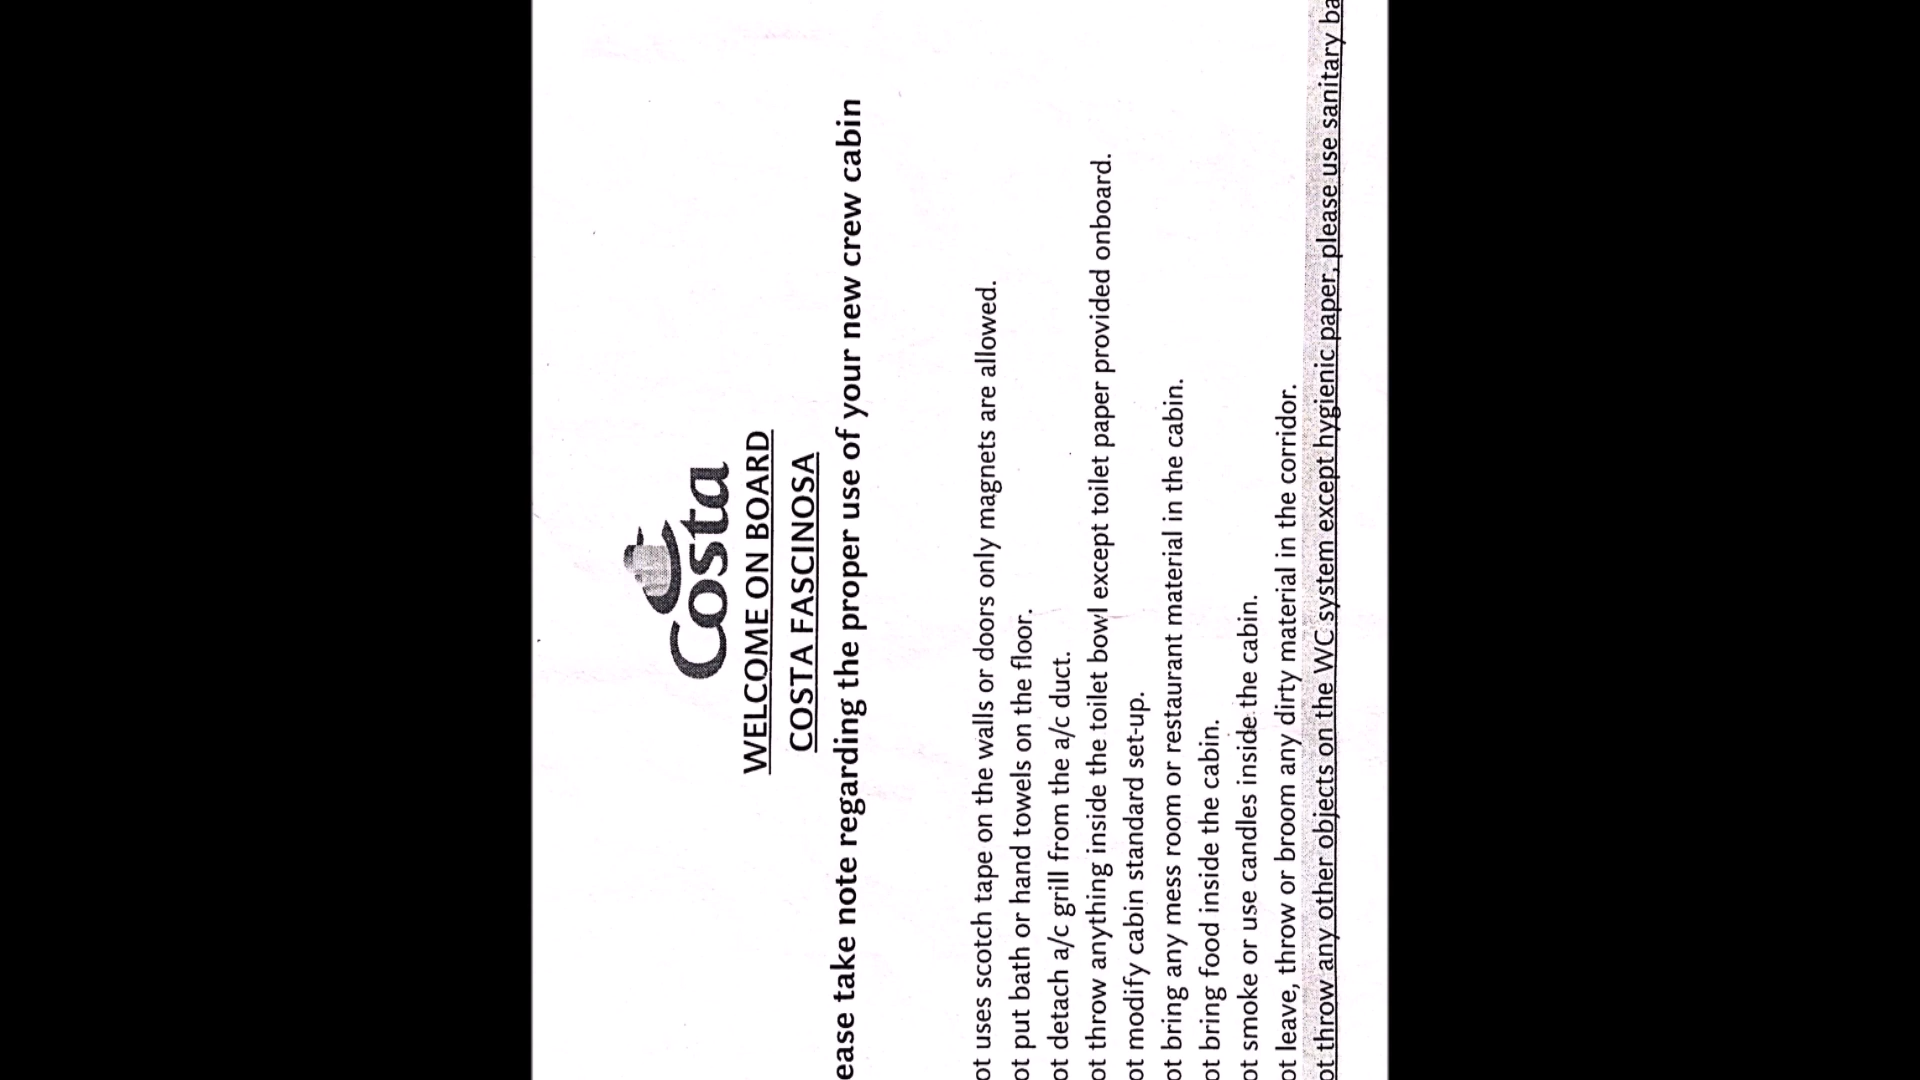 Costa
WELCOME ON BOARD
COSTA FASCINOSA
ease take note regarding the proper use of your new crew cabin
ot uses scotch tape on the walls or doors only magnets are allowed.
ot put bath or hand towels on the floor.
ot detach a/c grill from the a/c duct.
ot throw anything inside the toilet bowl except toilet paper provided onboard.
ot modify cabin standard set-up.
ot bring any mess room or restaurant material in the cabin.
ot bring food inside the cabin.
ot smoke or use candles inside the cabin.
ot leave, throw or broom any dirty material in the corridor.
ot throw any other objects on the WC system except hygienic paper, please use sanitary ba